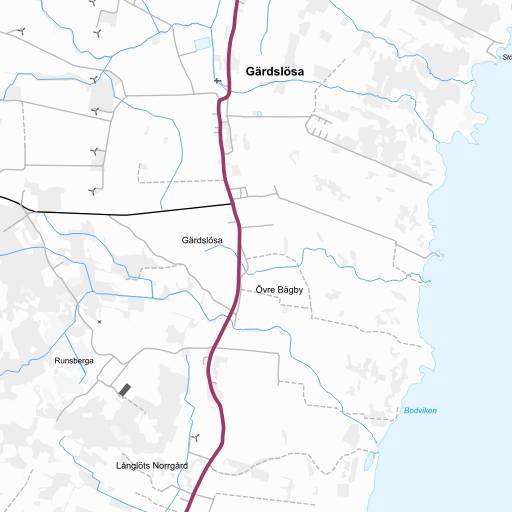 Gärdslösa
Gärdslösa
Övre Bägby
Runsberga
Bodviken
Långlöts Norrgård